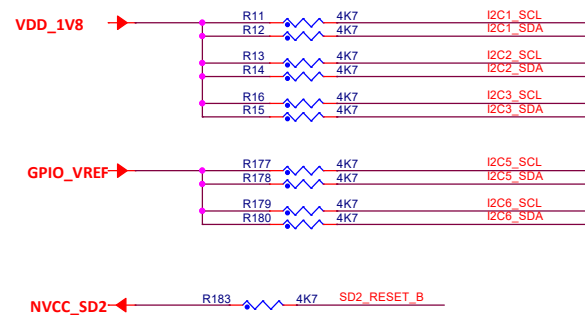 VDD_1V8
R11 4K7 I2C1_SCL
R12 4K7 I2C1_SDA
R13 4K7 I2C2_SCL
R14 4K7 I2C2_SDA
R16 4K7 I2C3_SCL
R15 4K7 I2C3_SDA
GPIO_VREF
R177 4K7 I2C5_SCL
R178 4K7 I2C5_SDA
R179 4K7 I2C6_SCL
R180 4K7 I2C6_SDA
NVCC_SD2 R183 4K7 SD2_RESET_B